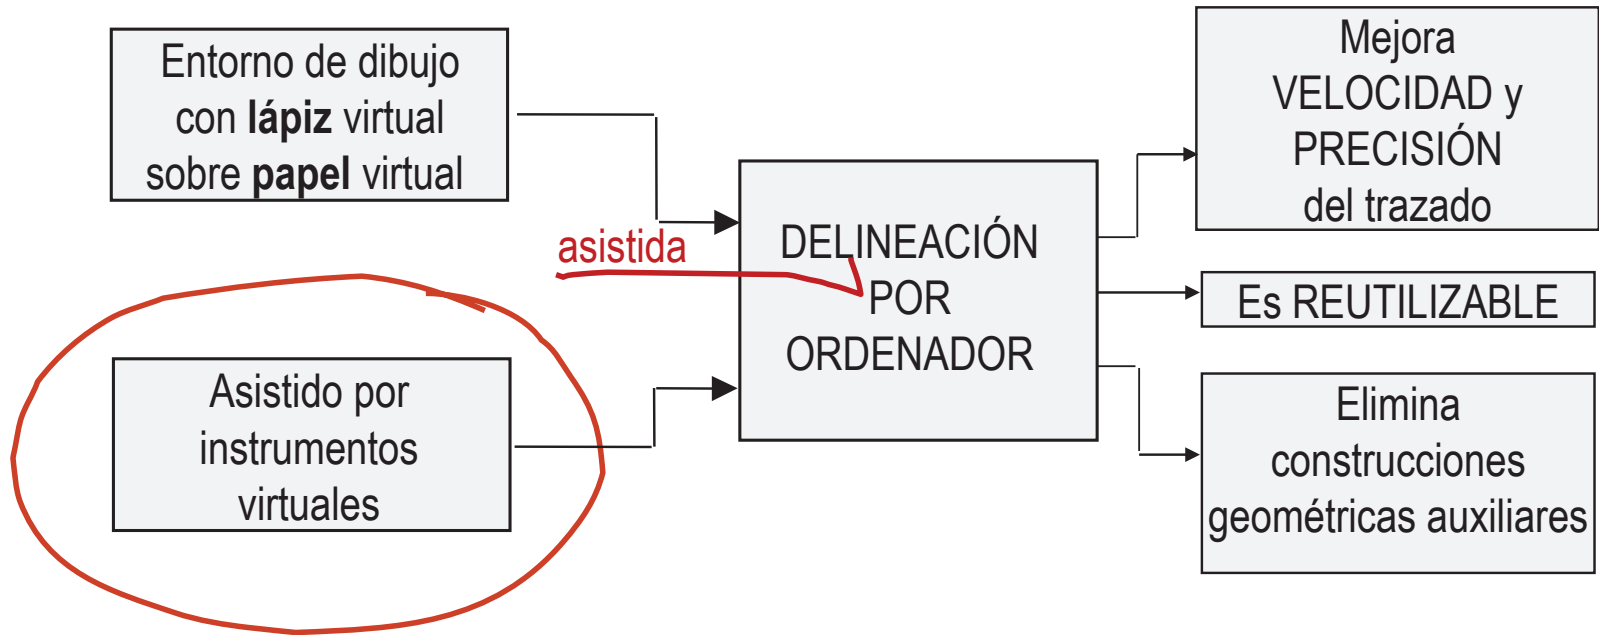 Entorno de dibujo
con lápiz virtual
sobre papel virtual
Asistido por
instrumentos
virtuales
asistida
DELINEACIÓN
POR
ORDENADOR
Mejora
VELOCIDAD y
PRECISIÓN
del trazado
Es REUTILIZABLE
Elimina
construcciones
geométricas auxiliares